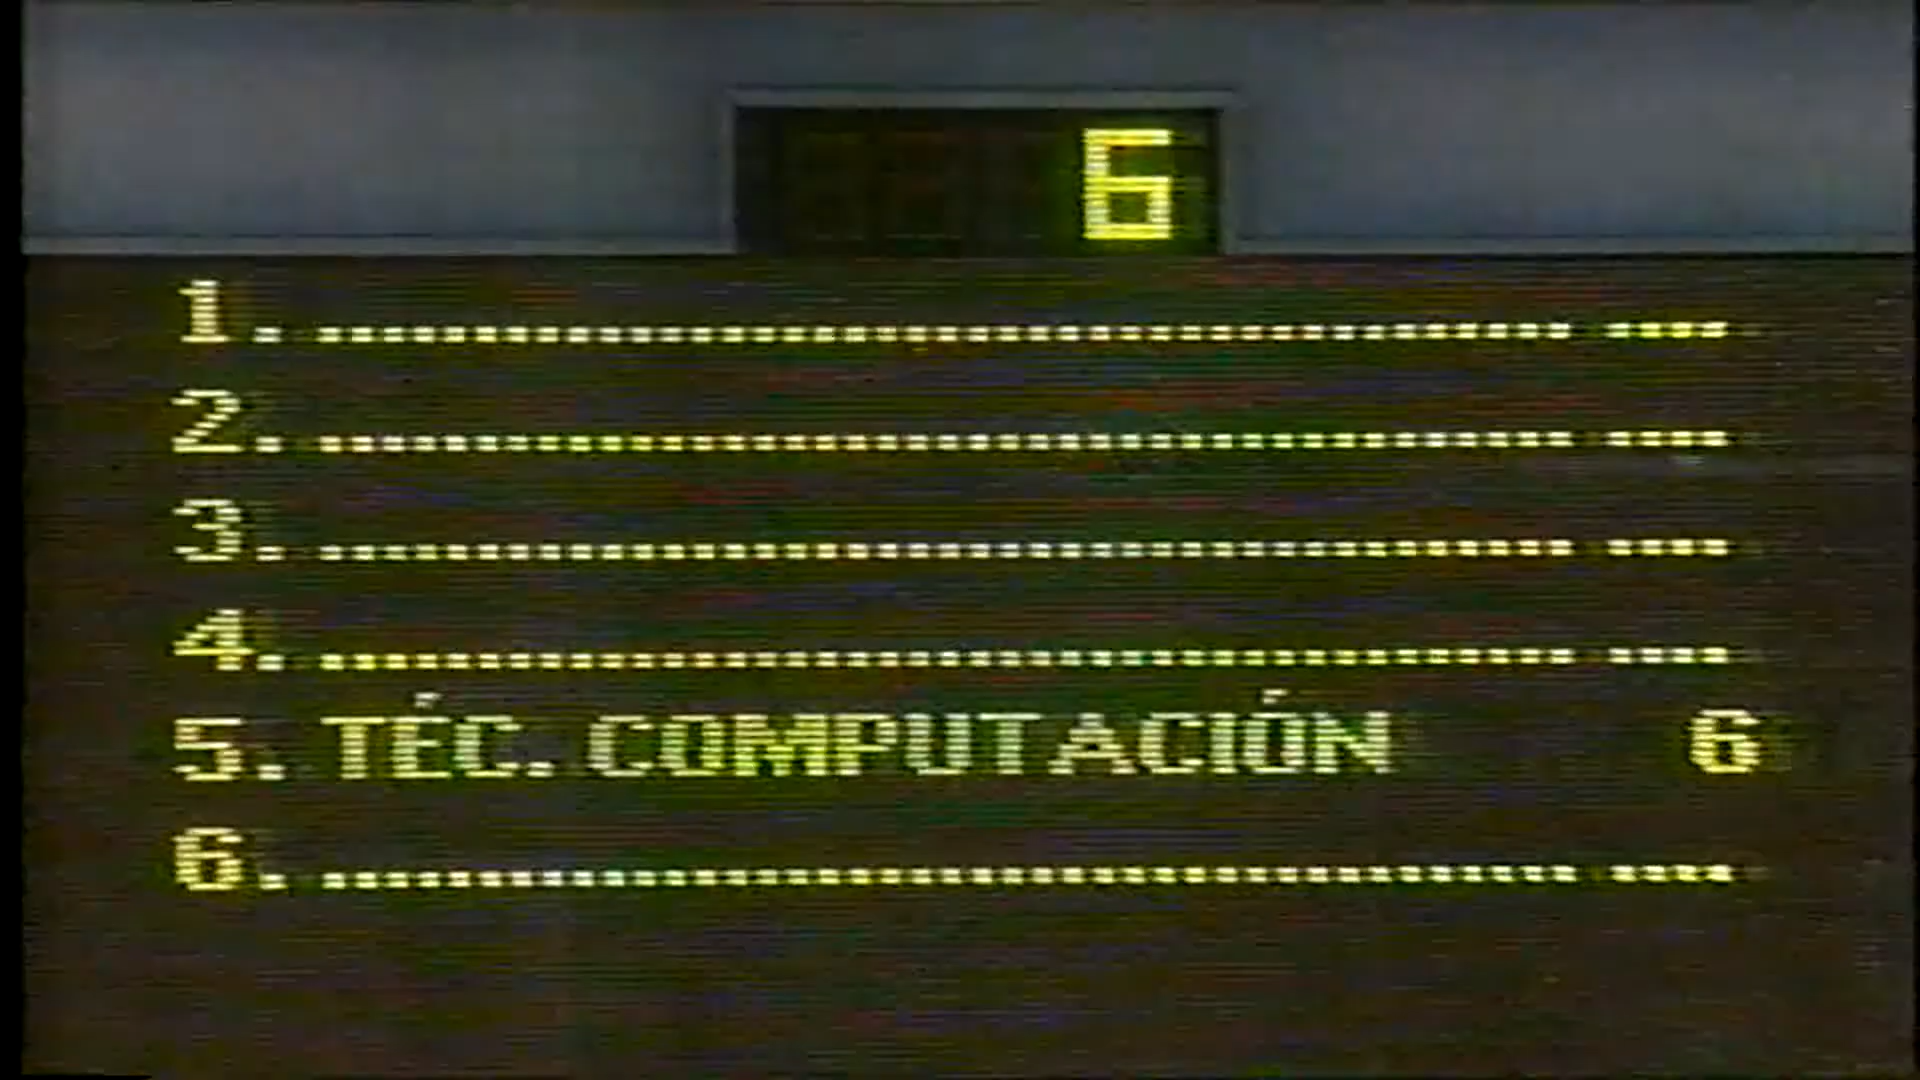 6
1. ......................................... ....
2. ......................................... ....
3. ......................................... ....
4. ......................................... ....
5. TÉC. COMPUTACIÓN 6
6. ......................................... ....